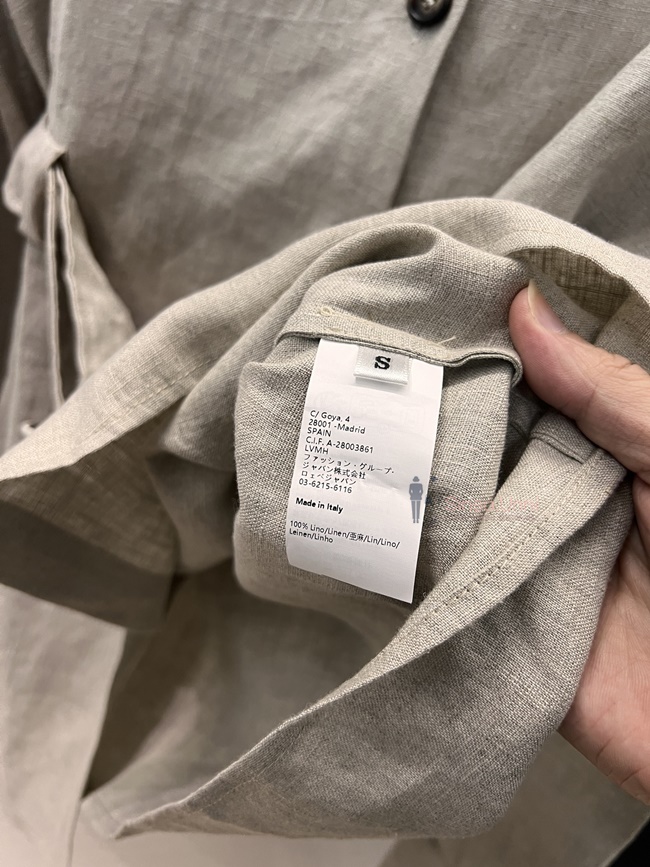 S
C/ Goya, 4
28001 -Madrid
SPAIN
C.I.F. A-28003861
LVMH
ファッション・グループ・
ジャパン株式会社
ロエベジャパン
03-6215-6116
Made in Italy
100% Lino/Linen/亜麻/Lin/Lino/
Leinen/Linho